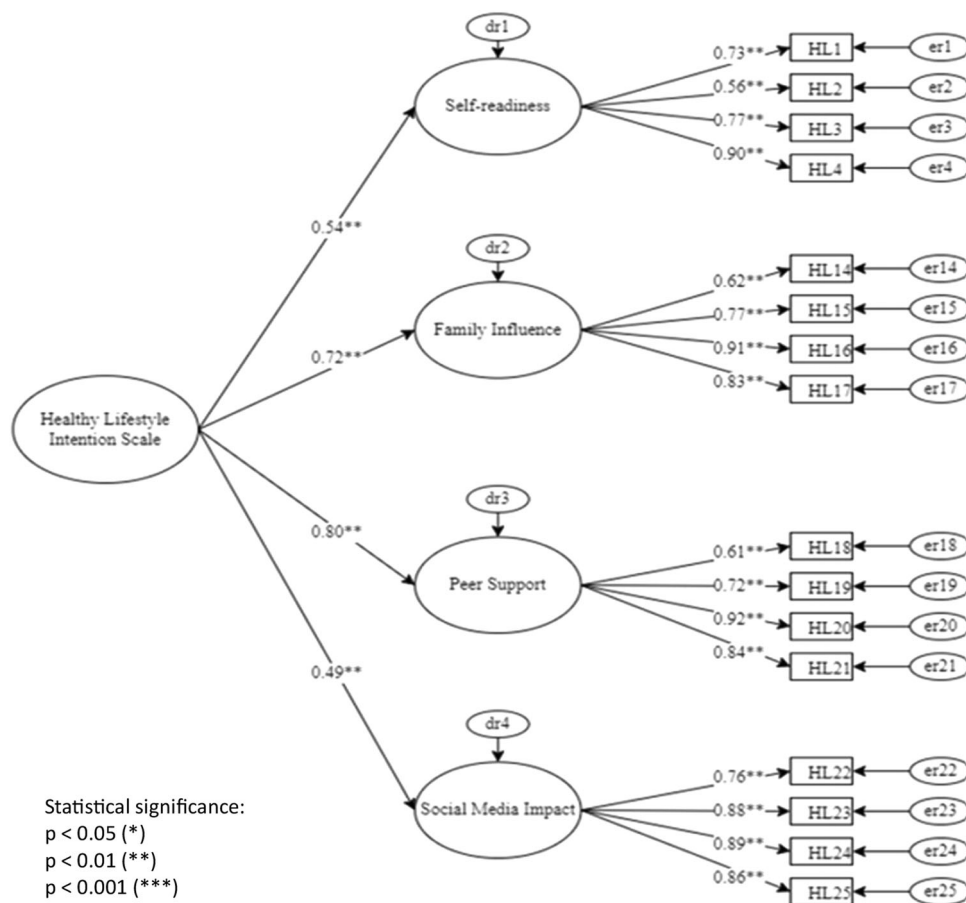 dr1
Self-readiness
0.73**
HL1
er1
0.56**
HL2
er2
0.77**
HL3
er3
0.90**
HL4
er4
0.54**
dr2
Family Influence
0.62**
HL14
er14
0.77**
HL15
er15
0.91**
HL16
er16
0.83**
HL17
er17
0.72**
Healthy Lifestyle
Intention Scale
0.80**
dr3
Peer Support
0.61**
HL18
er18
0.72**
HL19
er19
0.92**
HL20
er20
0.84**
HL21
er21
0.49**
dr4
Social Media Impact
0.76**
HL22
er22
0.88**
HL23
er23
0.89**
HL24
er24
0.86**
HL25
er25
Statistical significance:
p < 0.05 (*)
p < 0.01 (**)
p < 0.001 (***)